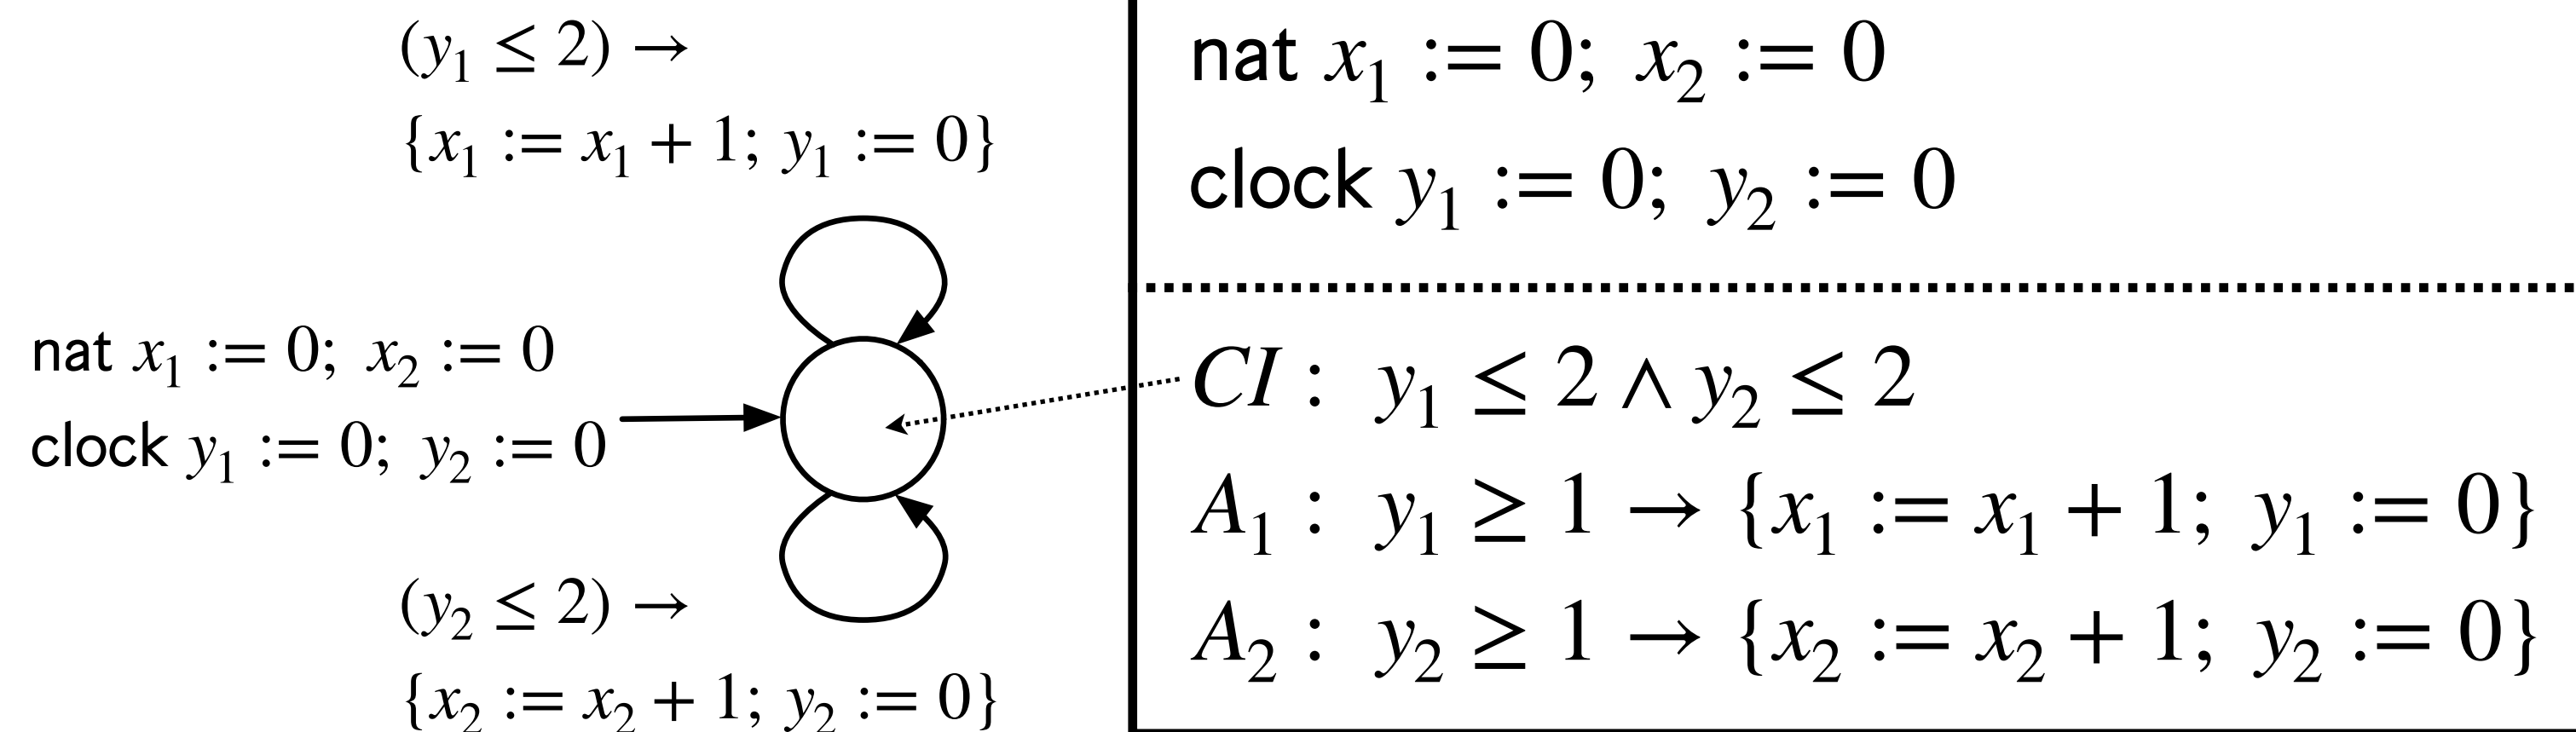 (y₁ ≤ 2) →
{x₁ := x₁ + 1; y₁ := 0}
nat x₁ := 0; x₂ := 0
clock y₁ := 0; y₂ := 0
(y₂ ≤ 2) →
{x₂ := x₂ + 1; y₂ := 0}
nat x₁ := 0; x₂ := 0
clock y₁ := 0; y₂ := 0
CI : y₁ ≤ 2 ∧ y₂ ≤ 2
A₁ : y₁ ≥ 1 → {x₁ := x₁ + 1; y₁ := 0}
A₂ : y₂ ≥ 1 → {x₂ := x₂ + 1; y₂ := 0}